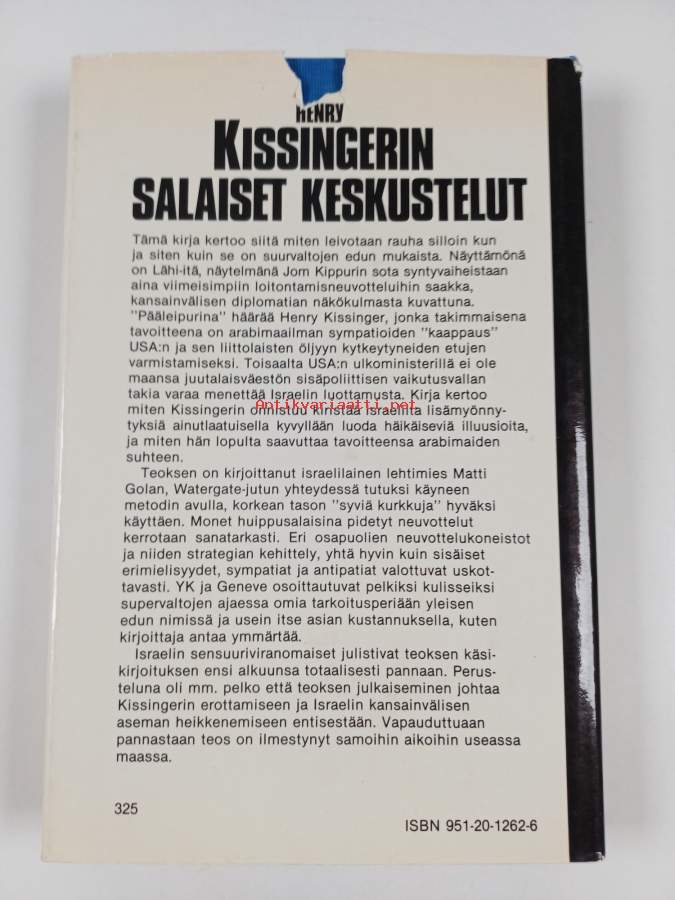 HENRY
KISSINGERIN
SALAISET KESKUSTELUT
Tämä kirja kertoo siitä miten leivotaan rauha silloin kun
ja siten kuin se on suurvaltojen edun mukaista. Näyttämönä
on Lähi-itä, näytelmänä Jom Kippurin sota syntyvaiheistaan
aina viimeisimpiin loitontamisneuvotteluihin saakka,
kansainvälisen diplomatian näkökulmasta kuvattuna.
"Pääleipurina" häärää Henry Kissinger, jonka takimmaisena
tavoitteena on arabimaailman sympatioiden "kaappaus"
USA:n ja sen liittolaisten öljyyn kytkeytyneiden etujen
varmistamiseksi. Toisaalta USA:n ulkoministerillä ei ole
maansa juutalaisväestön sisäpoliittisen vaikutusvallan
takia varaa menettää Israelin luottamusta. Kirja kertoo
Antikvariaatti.net
miten Kissingerin onnistuu kiristää Israelilta lisämyönny-
tyksiä ainutlaatuisella kyvyllään luoda häikäiseviä illuusioita,
ja miten hän lopulta saavuttaa tavoitteensa arabimaiden
suhteen.
Teoksen on kirjoittanut israelilainen lehtimies Matti
Golan, Watergate-jutun yhteydessä tutuksi käyneen
metodin avulla, korkean tason "syviä kurkkuja" hyväksi
käyttäen. Monet huippusalaisina pidetyt neuvottelut
kerrotaan sanatarkasti. Eri osapuolien neuvottelukoneistot
ja niiden strategian kehittely, yhtä hyvin kuin sisäiset
erimielisyydet, sympatiat ja antipatiat valottuvat uskot-
tavasti. YK ja Geneve osoittautuvat pelkiksi kulisseiksi
supervaltojen ajaessa omia tarkoitusperiään yleisen
edun nimissä ja usein itse asian kustannuksella, kuten
kirjoittaja antaa ymmärtää.
Israelin sensuuriviranomaiset julistivat teoksen käsi-
kirjoituksen ensi alkuunsa totaalisesti pannaan. Perus-
teluna oli mm. pelko että teoksen julkaiseminen johtaa
Kissingerin erottamiseen ja Israelin kansainvälisen
aseman heikkenemiseen entisestään. Vapauduttuaan
pannastaan teos on ilmestynyt samoihin aikoihin useassa
maassa.
325
ISBN 951-20-1262-6